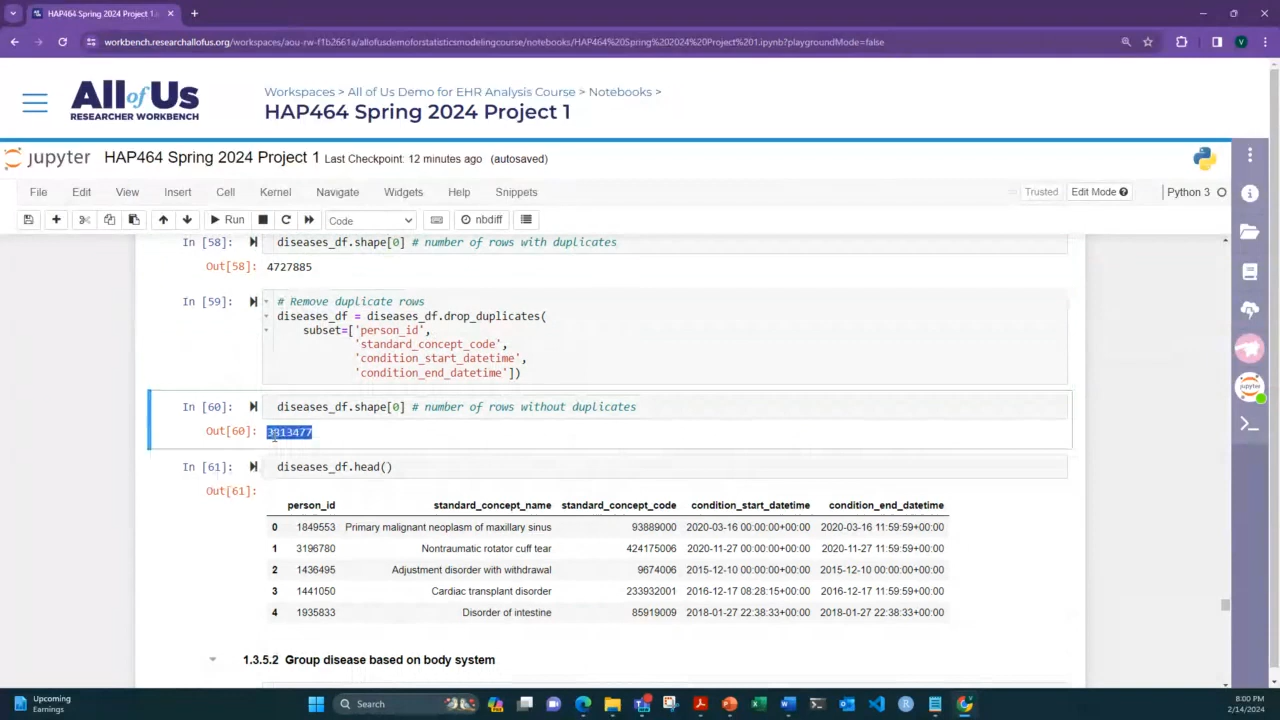 HAP464 Spring 2024 Project 1
workbench.researchallofus.org/workspaces/aou-rw-f1b2661a/allofusdemoforstatisticsmodelingcourse/notebooks/HAP464%20Spring%202024%20Project%201.ipynb?playgroundMode=false
V
All of Us
RESEARCHER WORKBENCH
Workspaces > All of Us Demo for EHR Analysis Course > Notebooks >
HAP464 Spring 2024 Project 1
jupyter HAP464 Spring 2024 Project 1 Last Checkpoint: 12 minutes ago (autosaved)
File Edit View Insert Cell Kernel Navigate Widgets Help Snippets Trusted Edit Mode Python 3
Run Code nbdiff
In [58]: diseases_df.shape[0] # number of rows with duplicates
Out[58]: 4727885
In [59]: # Remove duplicate rows
diseases_df = diseases_df.drop_duplicates(
subset=['person_id',
'standard_concept_code',
'condition_start_datetime',
'condition_end_datetime'])
In [60]: diseases_df.shape[0] # number of rows without duplicates
Out[60]: 3813477
In [61]: diseases_df.head()
Out[61]:
person_id standard_concept_name standard_concept_code condition_start_datetime condition_end_datetime
0 1849553 Primary malignant neoplasm of maxillary sinus 93889000 2020-03-16 00:00:00+00:00 2020-03-16 11:59:59+00:00
1 3196780 Nontraumatic rotator cuff tear 424175006 2020-11-27 00:00:00+00:00 2020-11-27 11:59:59+00:00
2 1436495 Adjustment disorder with withdrawal 9674006 2015-12-10 00:00:00+00:00 2015-12-10 00:00:00+00:00
3 1441050 Cardiac transplant disorder 233932001 2016-12-17 08:28:15+00:00 2016-12-17 11:59:59+00:00
4 1935833 Disorder of intestine 85919009 2018-01-27 22:38:33+00:00 2018-01-27 22:38:33+00:00
1.3.5.2 Group disease based on body system
Upcoming
Earnings
Search
8:00 PM
2/14/2024